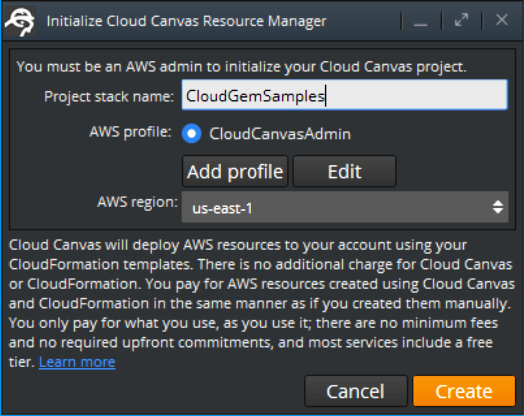 Initialize Cloud Canvas Resource Manager
You must be an AWS admin to initialize your Cloud Canvas project.
Project stack name: CloudGemSamples
AWS profile: CloudCanvasAdmin
Add profile Edit
AWS region: us-east-1
Cloud Canvas will deploy AWS resources to your account using your
CloudFormation templates. There is no additional charge for Cloud Canvas
or CloudFormation. You pay for AWS resources created using Cloud Canvas
and CloudFormation in the same manner as if you created them manually.
You only pay for what you use, as you use it; there are no minimum fees
and no required upfront commitments, and most services include a free
tier. Learn more
Cancel Create